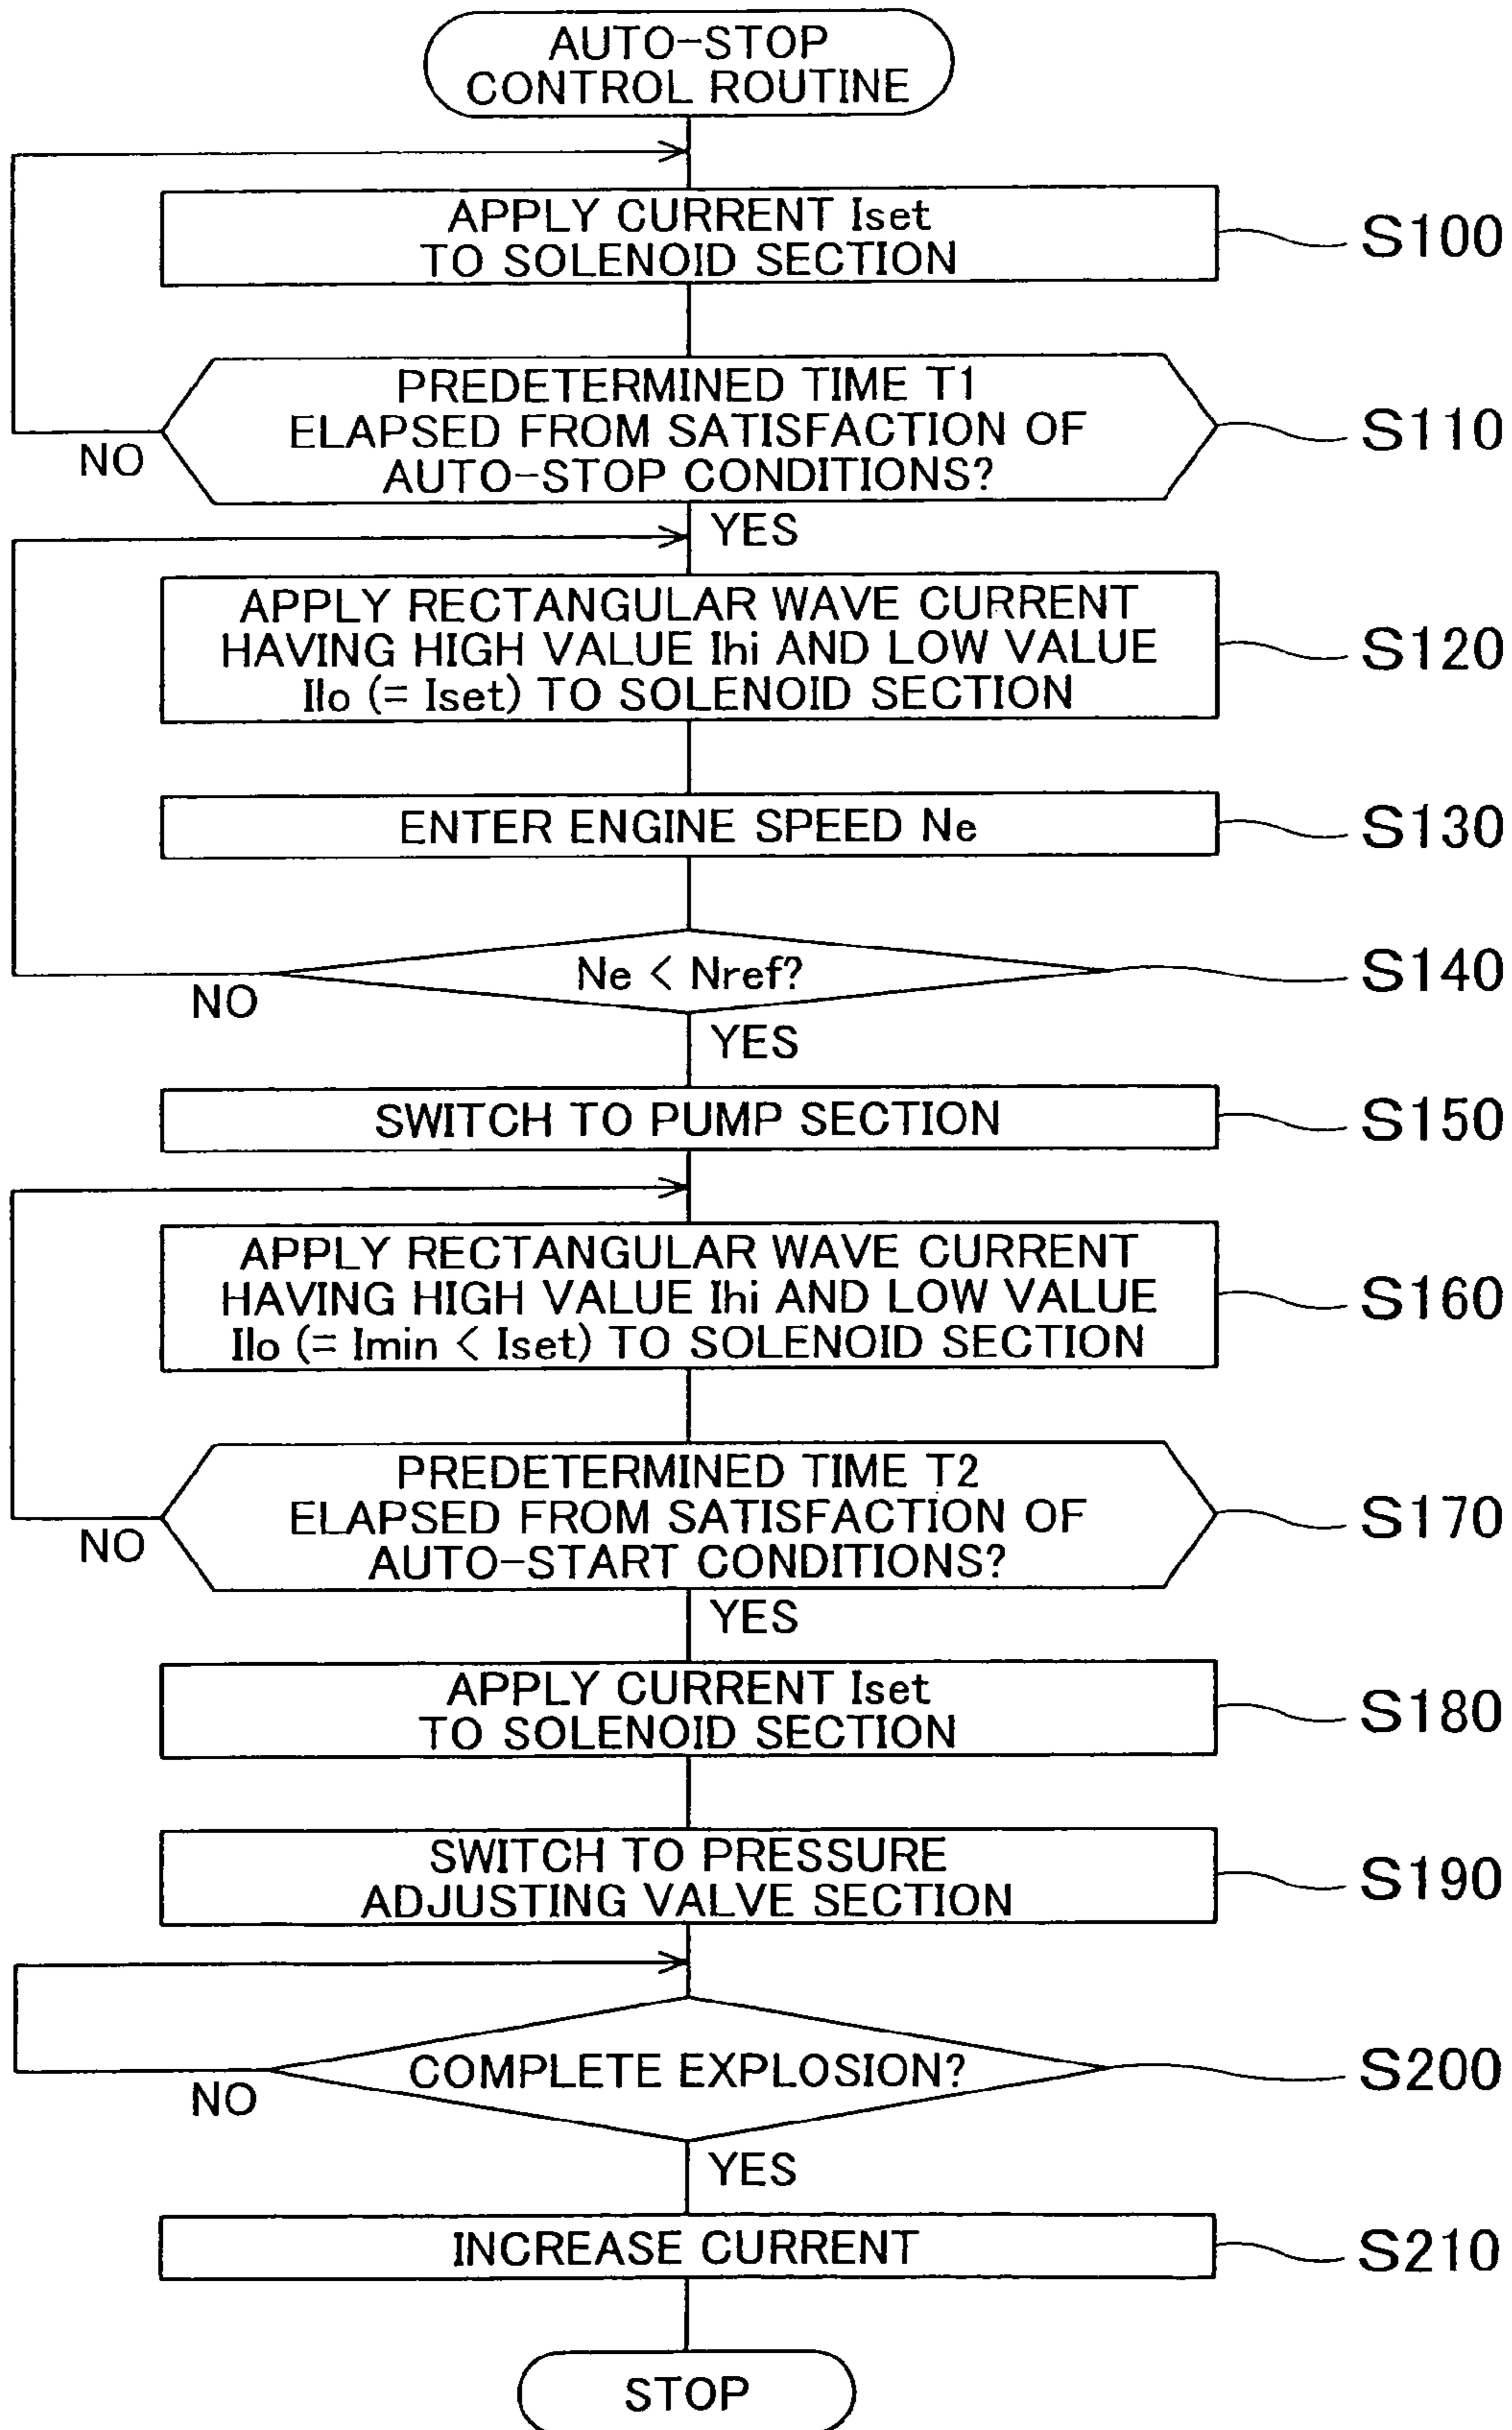 AUTO-STOP
CONTROL ROUTINE
APPLY CURRENT Iset
TO SOLENOID SECTION
S100
PREDETERMINED TIME T1
ELAPSED FROM SATISFACTION OF
AUTO-STOP CONDITIONS?
S110
NO
YES
APPLY RECTANGULAR WAVE CURRENT
HAVING HIGH VALUE Ihi AND LOW VALUE
Ilo (= Iset) TO SOLENOID SECTION
S120
ENTER ENGINE SPEED Ne
S130
Ne < Nref?
S140
NO
YES
SWITCH TO PUMP SECTION
S150
APPLY RECTANGULAR WAVE CURRENT
HAVING HIGH VALUE Ihi AND LOW VALUE
Ilo (= Imin < Iset) TO SOLENOID SECTION
S160
PREDETERMINED TIME T2
ELAPSED FROM SATISFACTION OF
AUTO-START CONDITIONS?
S170
NO
YES
APPLY CURRENT Iset
TO SOLENOID SECTION
S180
SWITCH TO PRESSURE
ADJUSTING VALVE SECTION
S190
COMPLETE EXPLOSION?
S200
NO
YES
INCREASE CURRENT
S210
STOP